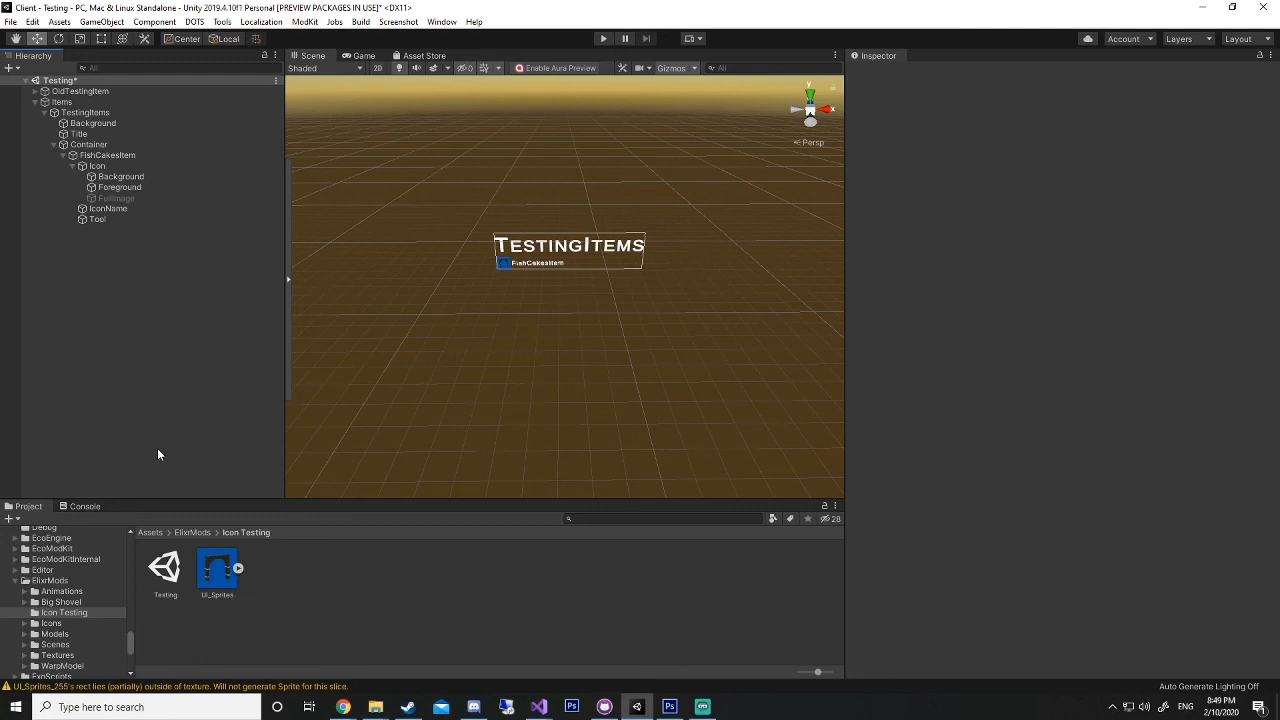 Client - Testing - PC, Mac & Linux Standalone - Unity 2019.4.10f1 Personal [PREVIEW PACKAGES IN USE]* <DX11>
File Edit Assets GameObject Component DOTS Tools Localization ModKit Jobs Build Screenshot Window Help
Center Local Account Layers Layout
Hierarchy Scene Game Asset Store Inspector
All Shaded 2D 0 Enable Aura Preview Gizmos All
Testing*
OldTestingItem
Items
TestingItems
Background
Title
Container
FishCakesItem
Icon
Background
Foreground
FullImage
IconName
Tool
y
x
Persp
TestingItems
FishCakesItem
Project Console
28
Assets > ElixrMods > Icon Testing
Debug
EcoEngine
EcoModKit
EcoModKitInternal
Editor
ElixrMods
Animations
Big Shovel
Icon Testing
Icons
Models
Scenes
Textures
WarpModel
ExoScripts
Testing UI_Sprites
UI_Sprites_255's rect lies (partially) outside of texture. Will not generate Sprite for this slice. Auto Generate Lighting Off
Type here to search
ENG 8:49 PM
2/10/2020